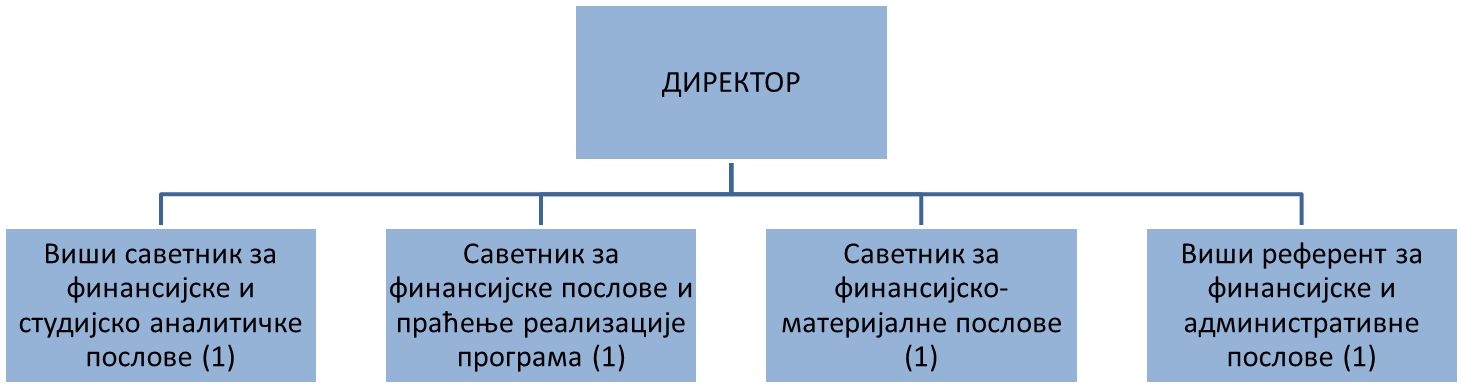 ДИРЕКТОР
Виши саветник за
финансијске и
студијско аналитичке
послове (1)
Саветник за
финансијске послове и
праћење реализације
програма (1)
Саветник за
финансијско-
материјалне послове
(1)
Виши референт за
финансијске и
административне
послове (1)